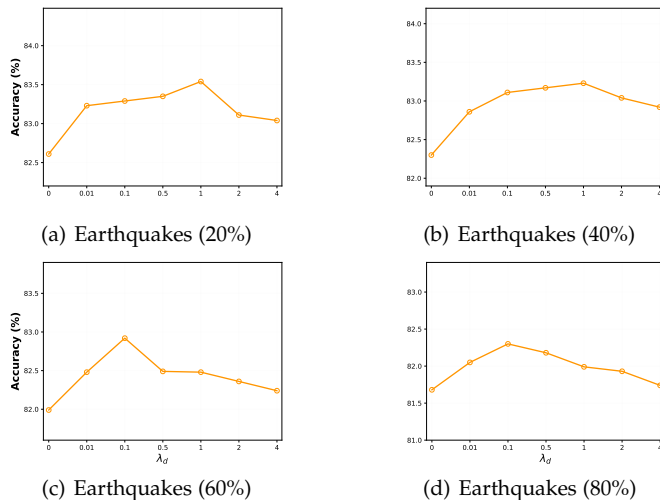 Accuracy (%)
84.0
83.5
83.0
82.5
0 0.01 0.1 0.5 1 2 4
(a) Earthquakes (20%)
84.0
83.5
83.0
82.5
82.0
0 0.01 0.1 0.5 1 2 4
(b) Earthquakes (40%)
Accuracy (%)
83.5
83.0
82.5
82.0
0 0.01 0.1 0.5 1 2 4
λd
(c) Earthquakes (60%)
83.0
82.5
82.0
81.5
81.0
0 0.01 0.1 0.5 1 2 4
λd
(d) Earthquakes (80%)